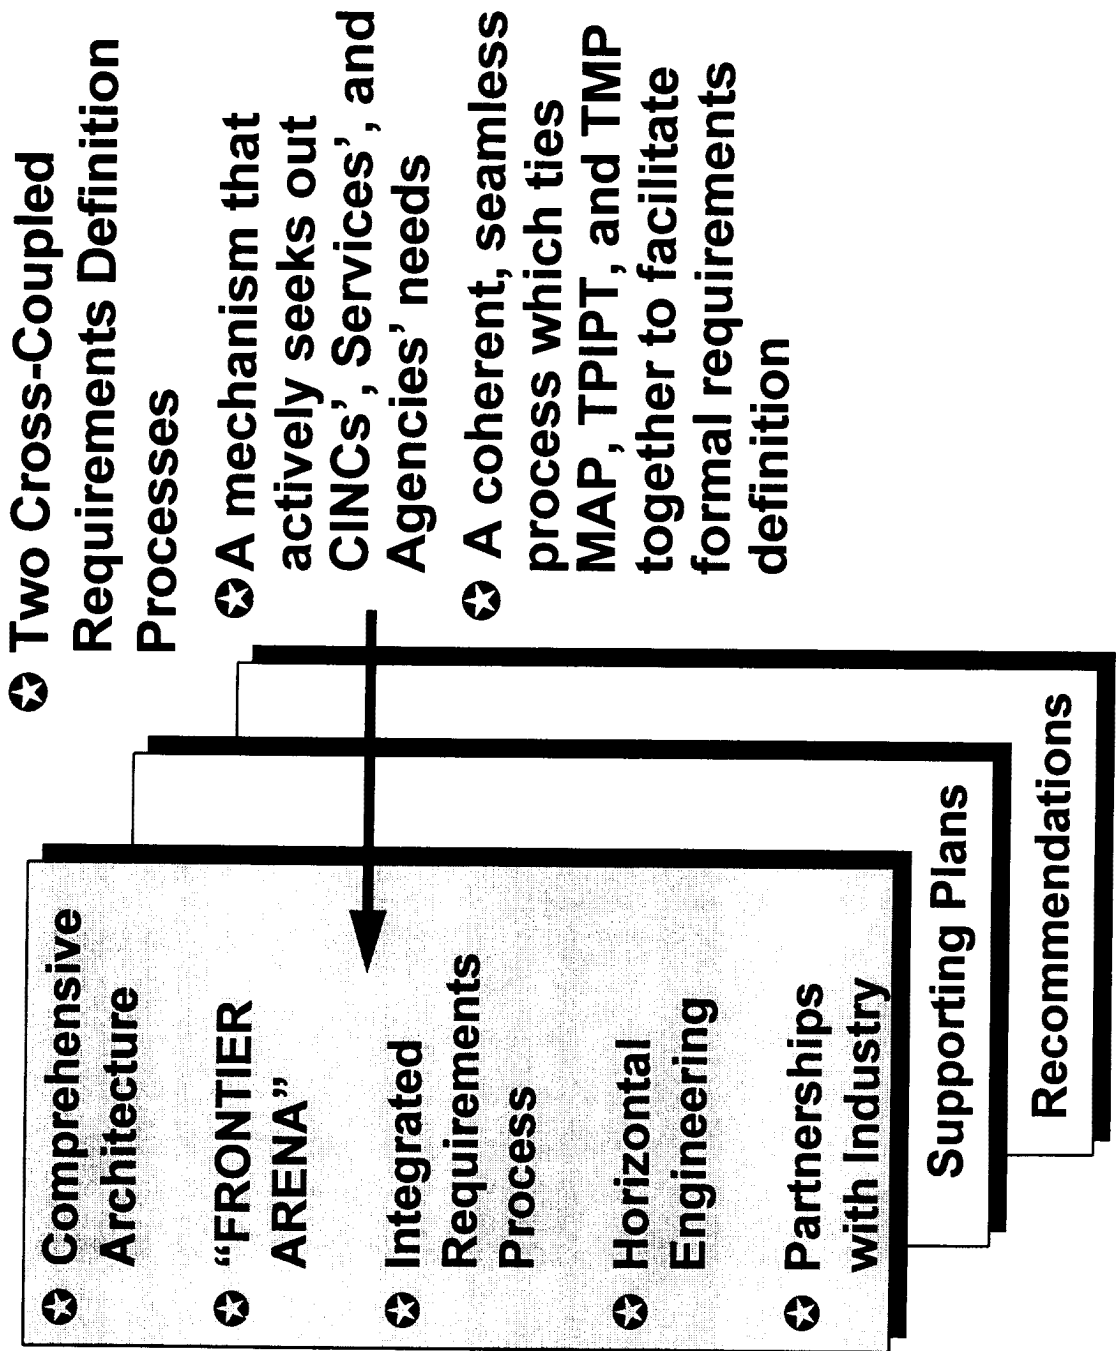 Comprehensive
Architecture
“FRONTIER
ARENA”
Integrated
Requirements
Process
Horizontal
Engineering
Partnerships
with Industry
Supporting Plans
Recommendations
Two Cross-Coupled
Requirements Definition
Processes
A mechanism that
actively seeks out
CINCs’, Services’, and
Agencies’ needs
A coherent, seamless
process which ties
MAP, TPIPT, and TMP
together to facilitate
formal requirements
definition